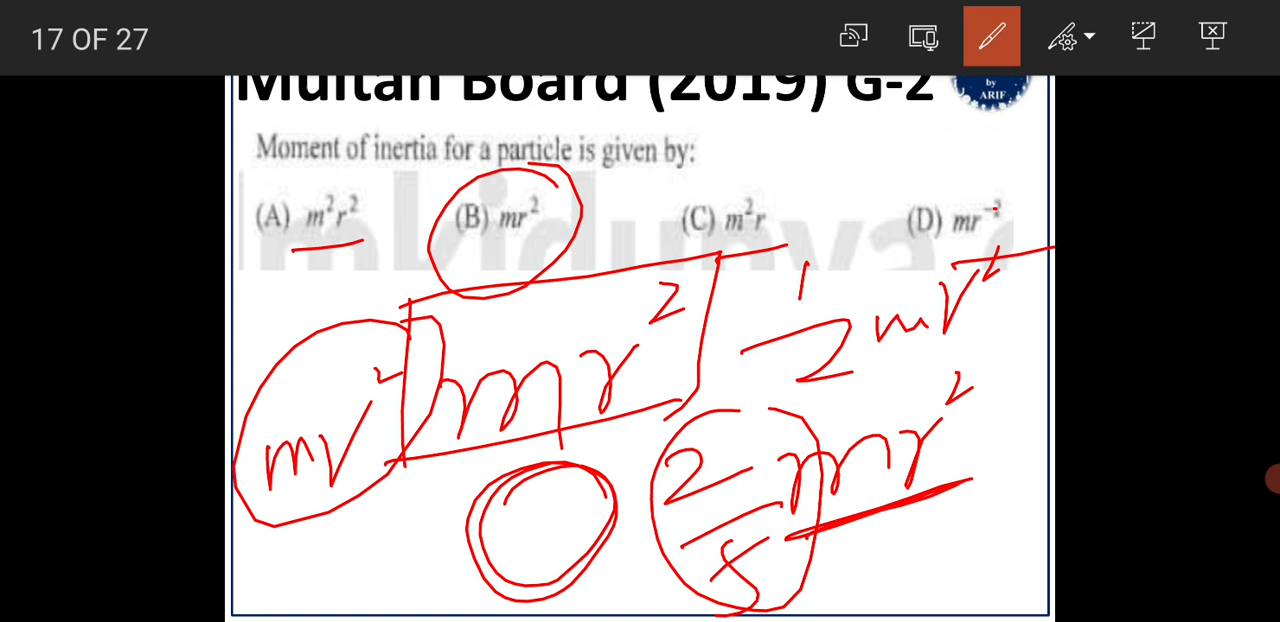 17 OF 27
Multan Board (2019) G-2
by
ARIF
Moment of inertia for a particle is given by:
(A) m²r² (B) mr² (C) m²r (D) mr⁻²
mv² mr² 1/2 mv²
2/5 mr²